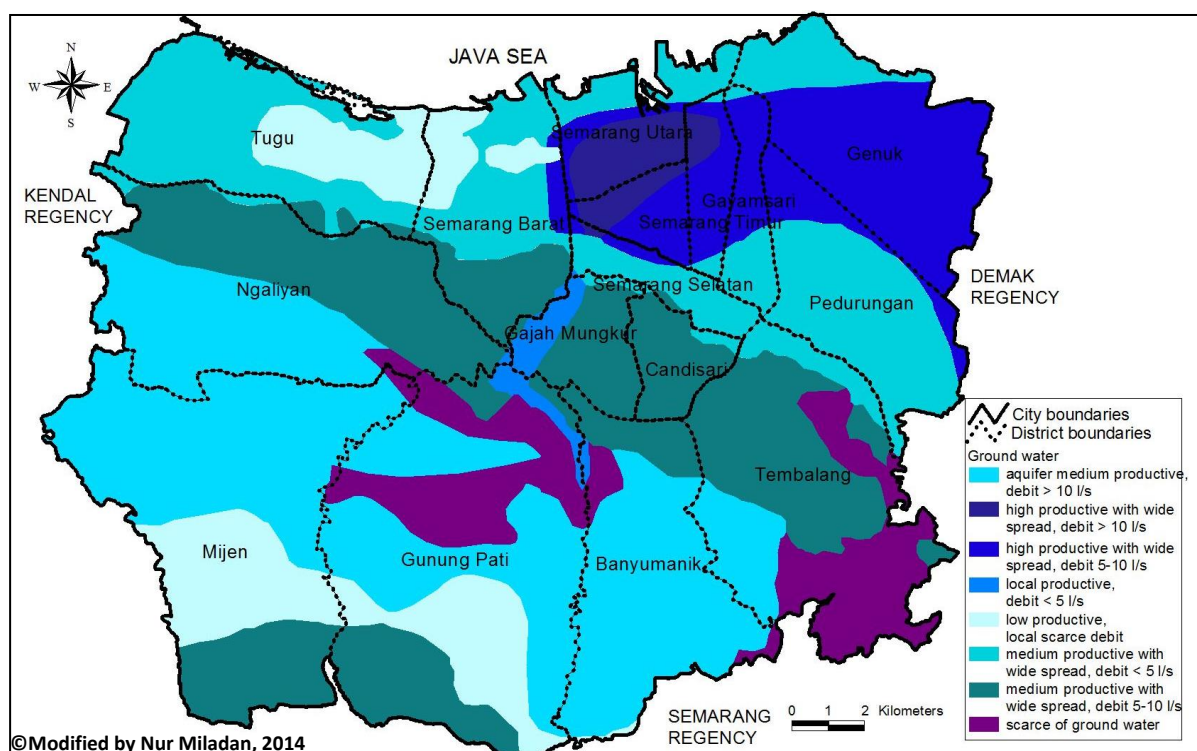 N
W E
S
JAVA SEA
Tugu
Semarang Utara
Genuk
KENDAL
REGENCY
Gayamsari
Semarang Barat
Semarang Timur
Ngaliyan
Semarang Selatan
Pedurungan
DEMAK
REGENCY
Gajah Mungkur
Candisari
Tembalang
Mijen
Gunung Pati
Banyumanik
City boundaries
District boundaries
Ground water
aquifer medium productive,
debit > 10 l/s
high productive with wide
spread, debit > 10 l/s
high productive with wide
spread, debit 5-10 l/s
local productive,
debit < 5 l/s
low productive,
local scarce debit
medium productive with
wide spread, debit < 5 l/s
medium productive with
wide spread, debit 5-10 l/s
scarce of ground water
SEMARANG
REGENCY
0 1 2 Kilometers
©Modified by Nur Miladan, 2014